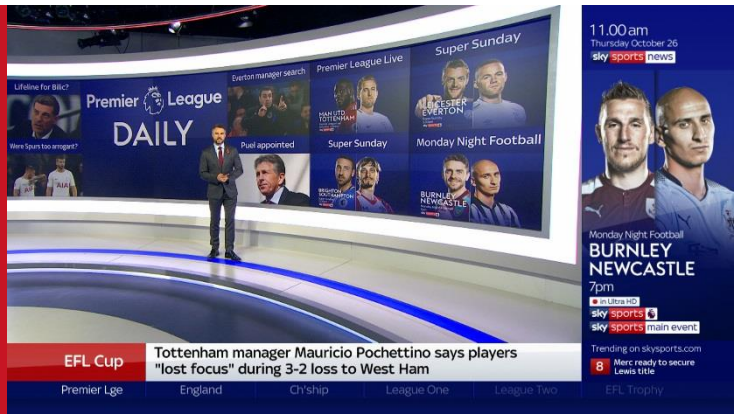 Lifeline for Bilic?
Were Spurs too arrogant?
Premier League
DAILY
Everton manager search
Puel appointed
Premier League Live
MAN UTD
TOTTENHAM
Super Sunday
LEICESTER
EVERTON
Super Sunday
BRIGHTON
SOUTHAMPTON
Monday Night Football
BURNLEY
NEWCASTLE
11.00am
Thursday October 26
sky sports news
Monday Night Football
BURNLEY
NEWCASTLE
7pm
in Ultra HD
sky sports
sky sports main event
Trending on skysports.com
8 Merc ready to secure
Lewis title
EFL Cup
Tottenham manager Mauricio Pochettino says players
"lost focus" during 3-2 loss to West Ham
Premier Lge England Ch'ship League One League Two EFL Trophy